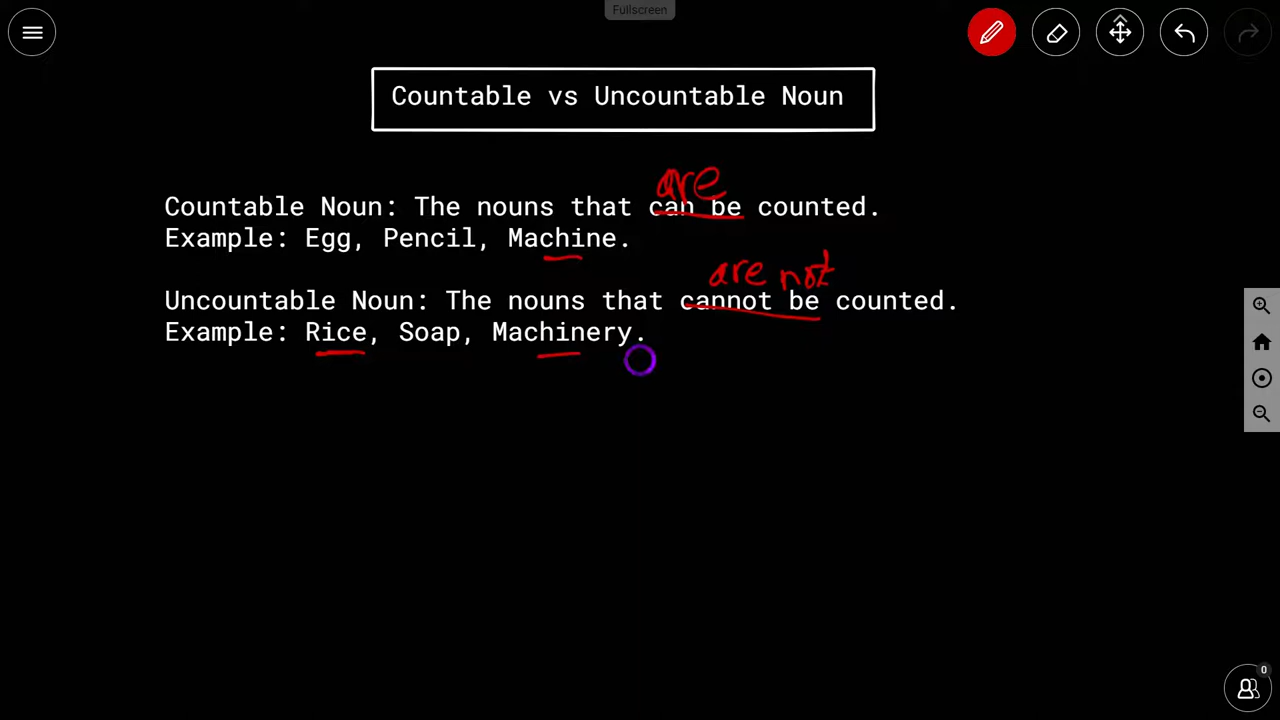 Fullscreen
Countable vs Uncountable Noun
are
Countable Noun: The nouns that can be counted.
Example: Egg, Pencil, Machine.
are not
Uncountable Noun: The nouns that cannot be counted.
Example: Rice, Soap, Machinery.
0